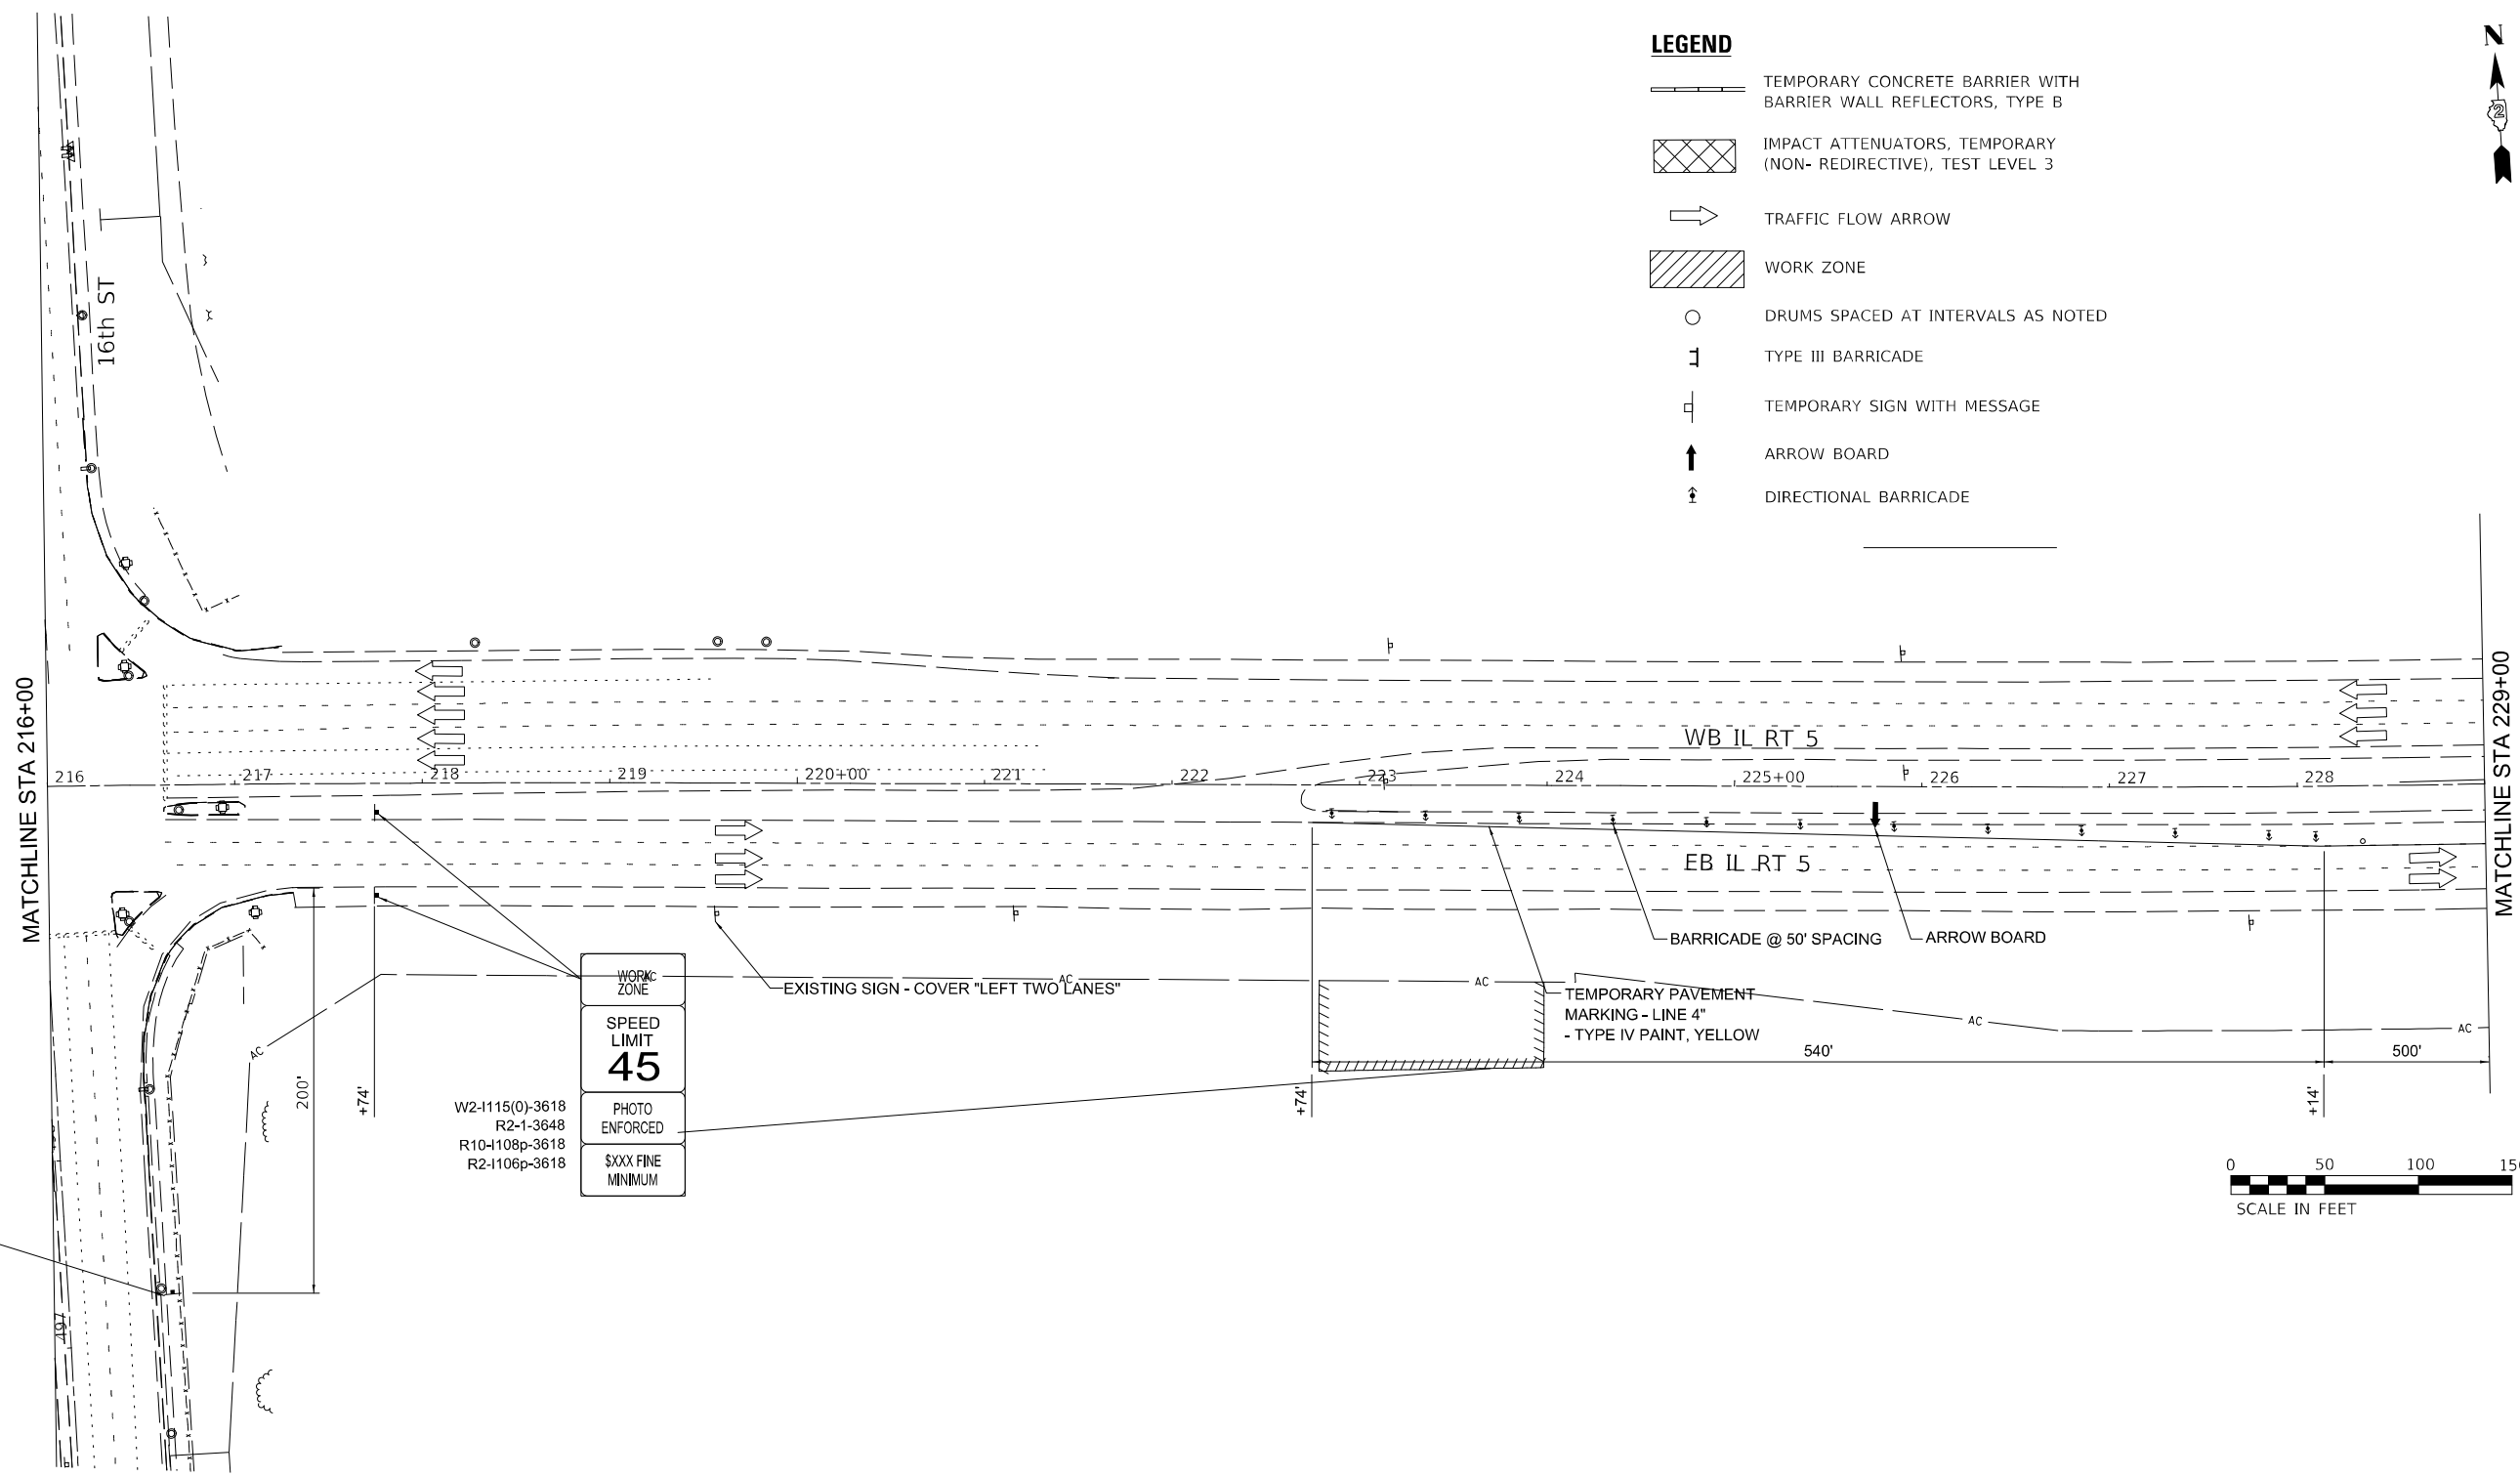 LEGEND
N
TEMPORARY CONCRETE BARRIER WITH
BARRIER WALL REFLECTORS, TYPE B
2
IMPACT ATTENUATORS, TEMPORARY
(NON- REDIRECTIVE), TEST LEVEL 3
TRAFFIC FLOW ARROW
WORK ZONE
DRUMS SPACED AT INTERVALS AS NOTED
TYPE III BARRICADE
TEMPORARY SIGN WITH MESSAGE
ARROW BOARD
DIRECTIONAL BARRICADE
16th ST
MATCHLINE STA 216+00
MATCHLINE STA 229+00
WB IL RT 5
216
217
218
219
220+00
221
222
223
224
225+00
226
227
228
EB IL RT 5
BARRICADE @ 50' SPACING
ARROW BOARD
EXISTING SIGN - COVER "LEFT TWO LANES"
AC
AC
AC
AC
AC
AC
TEMPORARY PAVEMENT
MARKING - LINE 4"
- TYPE IV PAINT, YELLOW
WORK
ZONE
SPEED
LIMIT
45
PHOTO
ENFORCED
$XXX FINE
MINIMUM
W2-I115(0)-3618
R2-1-3648
R10-I108p-3618
R2-I106p-3618
200'
+74'
+74'
540'
+14'
500'
0 50 100 150
SCALE IN FEET
497